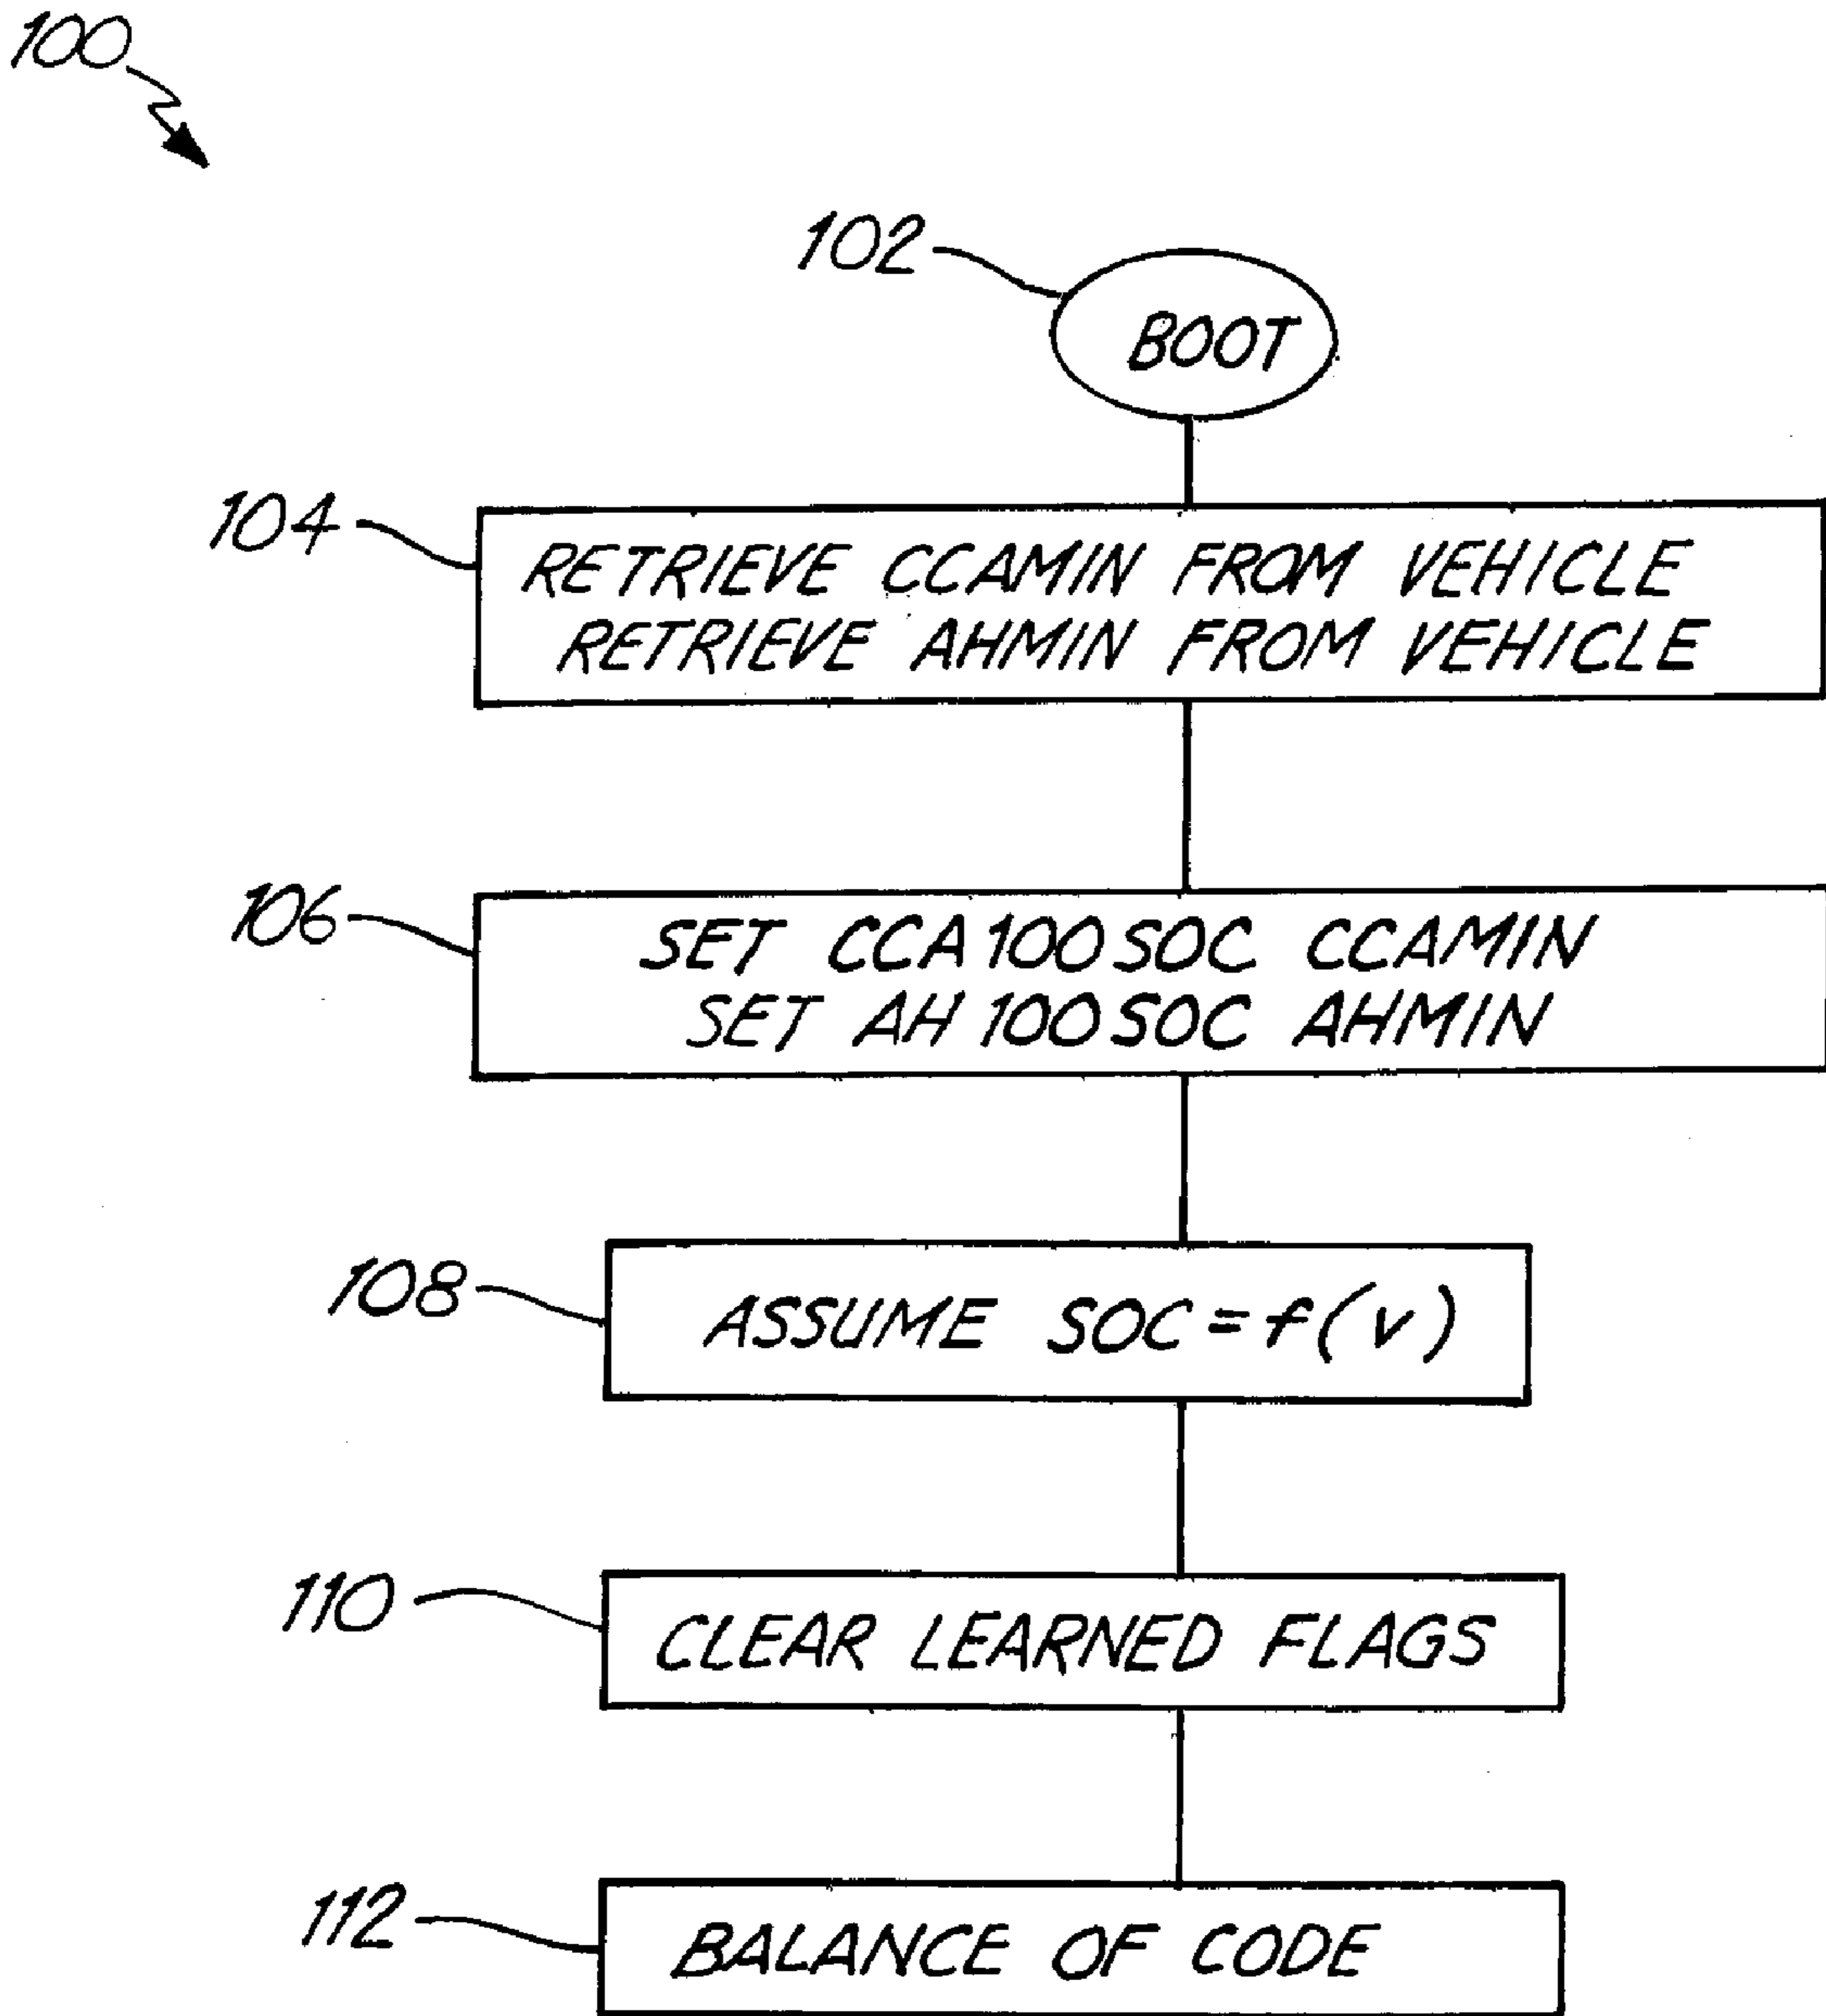 100
102
BOOT
104
RETRIEVE CCAMIN FROM VEHICLE
RETRIEVE AHMIN FROM VEHICLE
106
SET CCA100SOC CCAMIN
SET AH100SOC AHMIN
108
ASSUME SOC=f(v)
110
CLEAR LEARNED FLAGS
112
BALANCE OF CODE